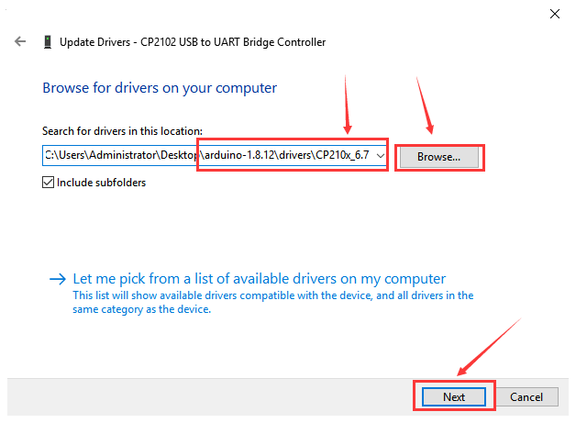 Update Drivers - CP2102 USB to UART Bridge Controller
Browse for drivers on your computer
Search for drivers in this location:
C:\Users\Administrator\Desktop\arduino-1.8.12\drivers\CP210x_6.7
Browse...
Include subfolders
Let me pick from a list of available drivers on my computer
This list will show available drivers compatible with the device, and all drivers in the
same category as the device.
Next
Cancel